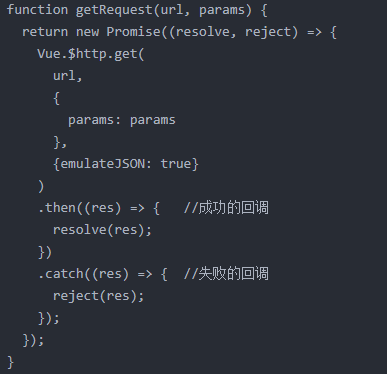 function getRequest(url, params) {
  return new Promise((resolve, reject) => {
    Vue.$http.get(
      url,
      {
        params: params
      },
      {emulateJSON: true}
    )
    .then((res) => {   //成功的回调
      resolve(res);
    })
    .catch((res) => {  //失败的回调
      reject(res);
    });
  });
}